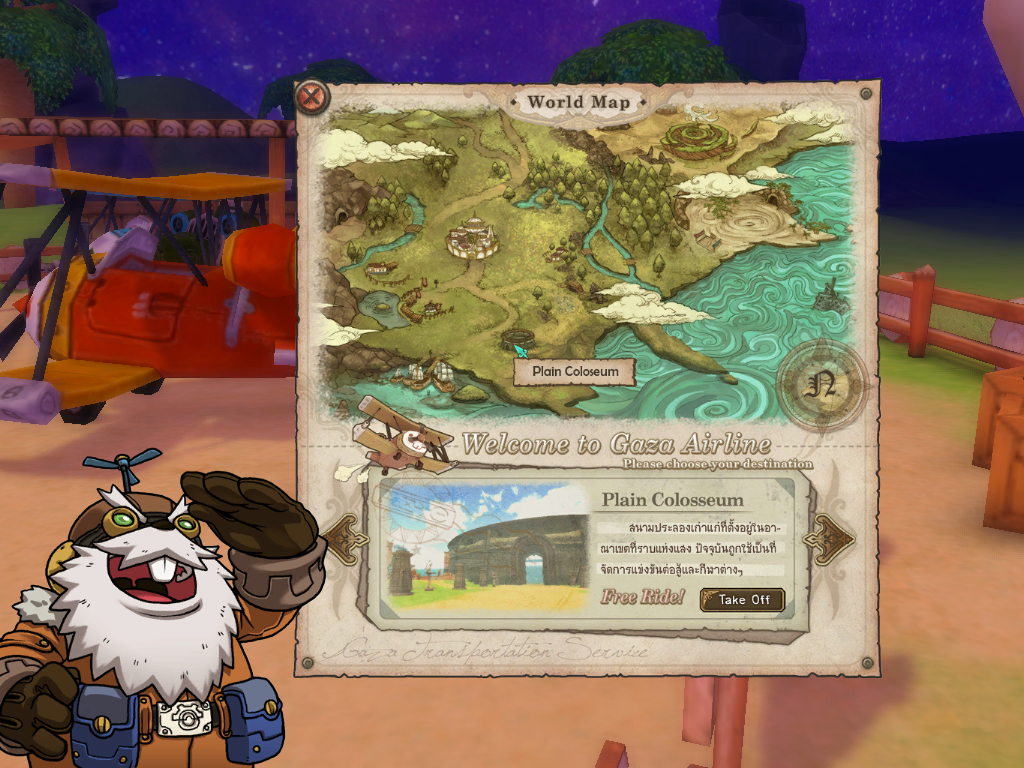 World Map
N
Plain Coloseum
Welcome to Gaza Airline
Please choose your destination
Plain Colosseum
สนามประลองเก่าแก่ที่ตั้งอยู่ในอา-
ณาเขตที่ราบแท่งแลง ปัจจุบันถูกใช้เป็นที่
จัดการแข่งขันต่อสู้และกีฬาต่างๆ
Free Ride!
Take Off
Gaza Transportation Service